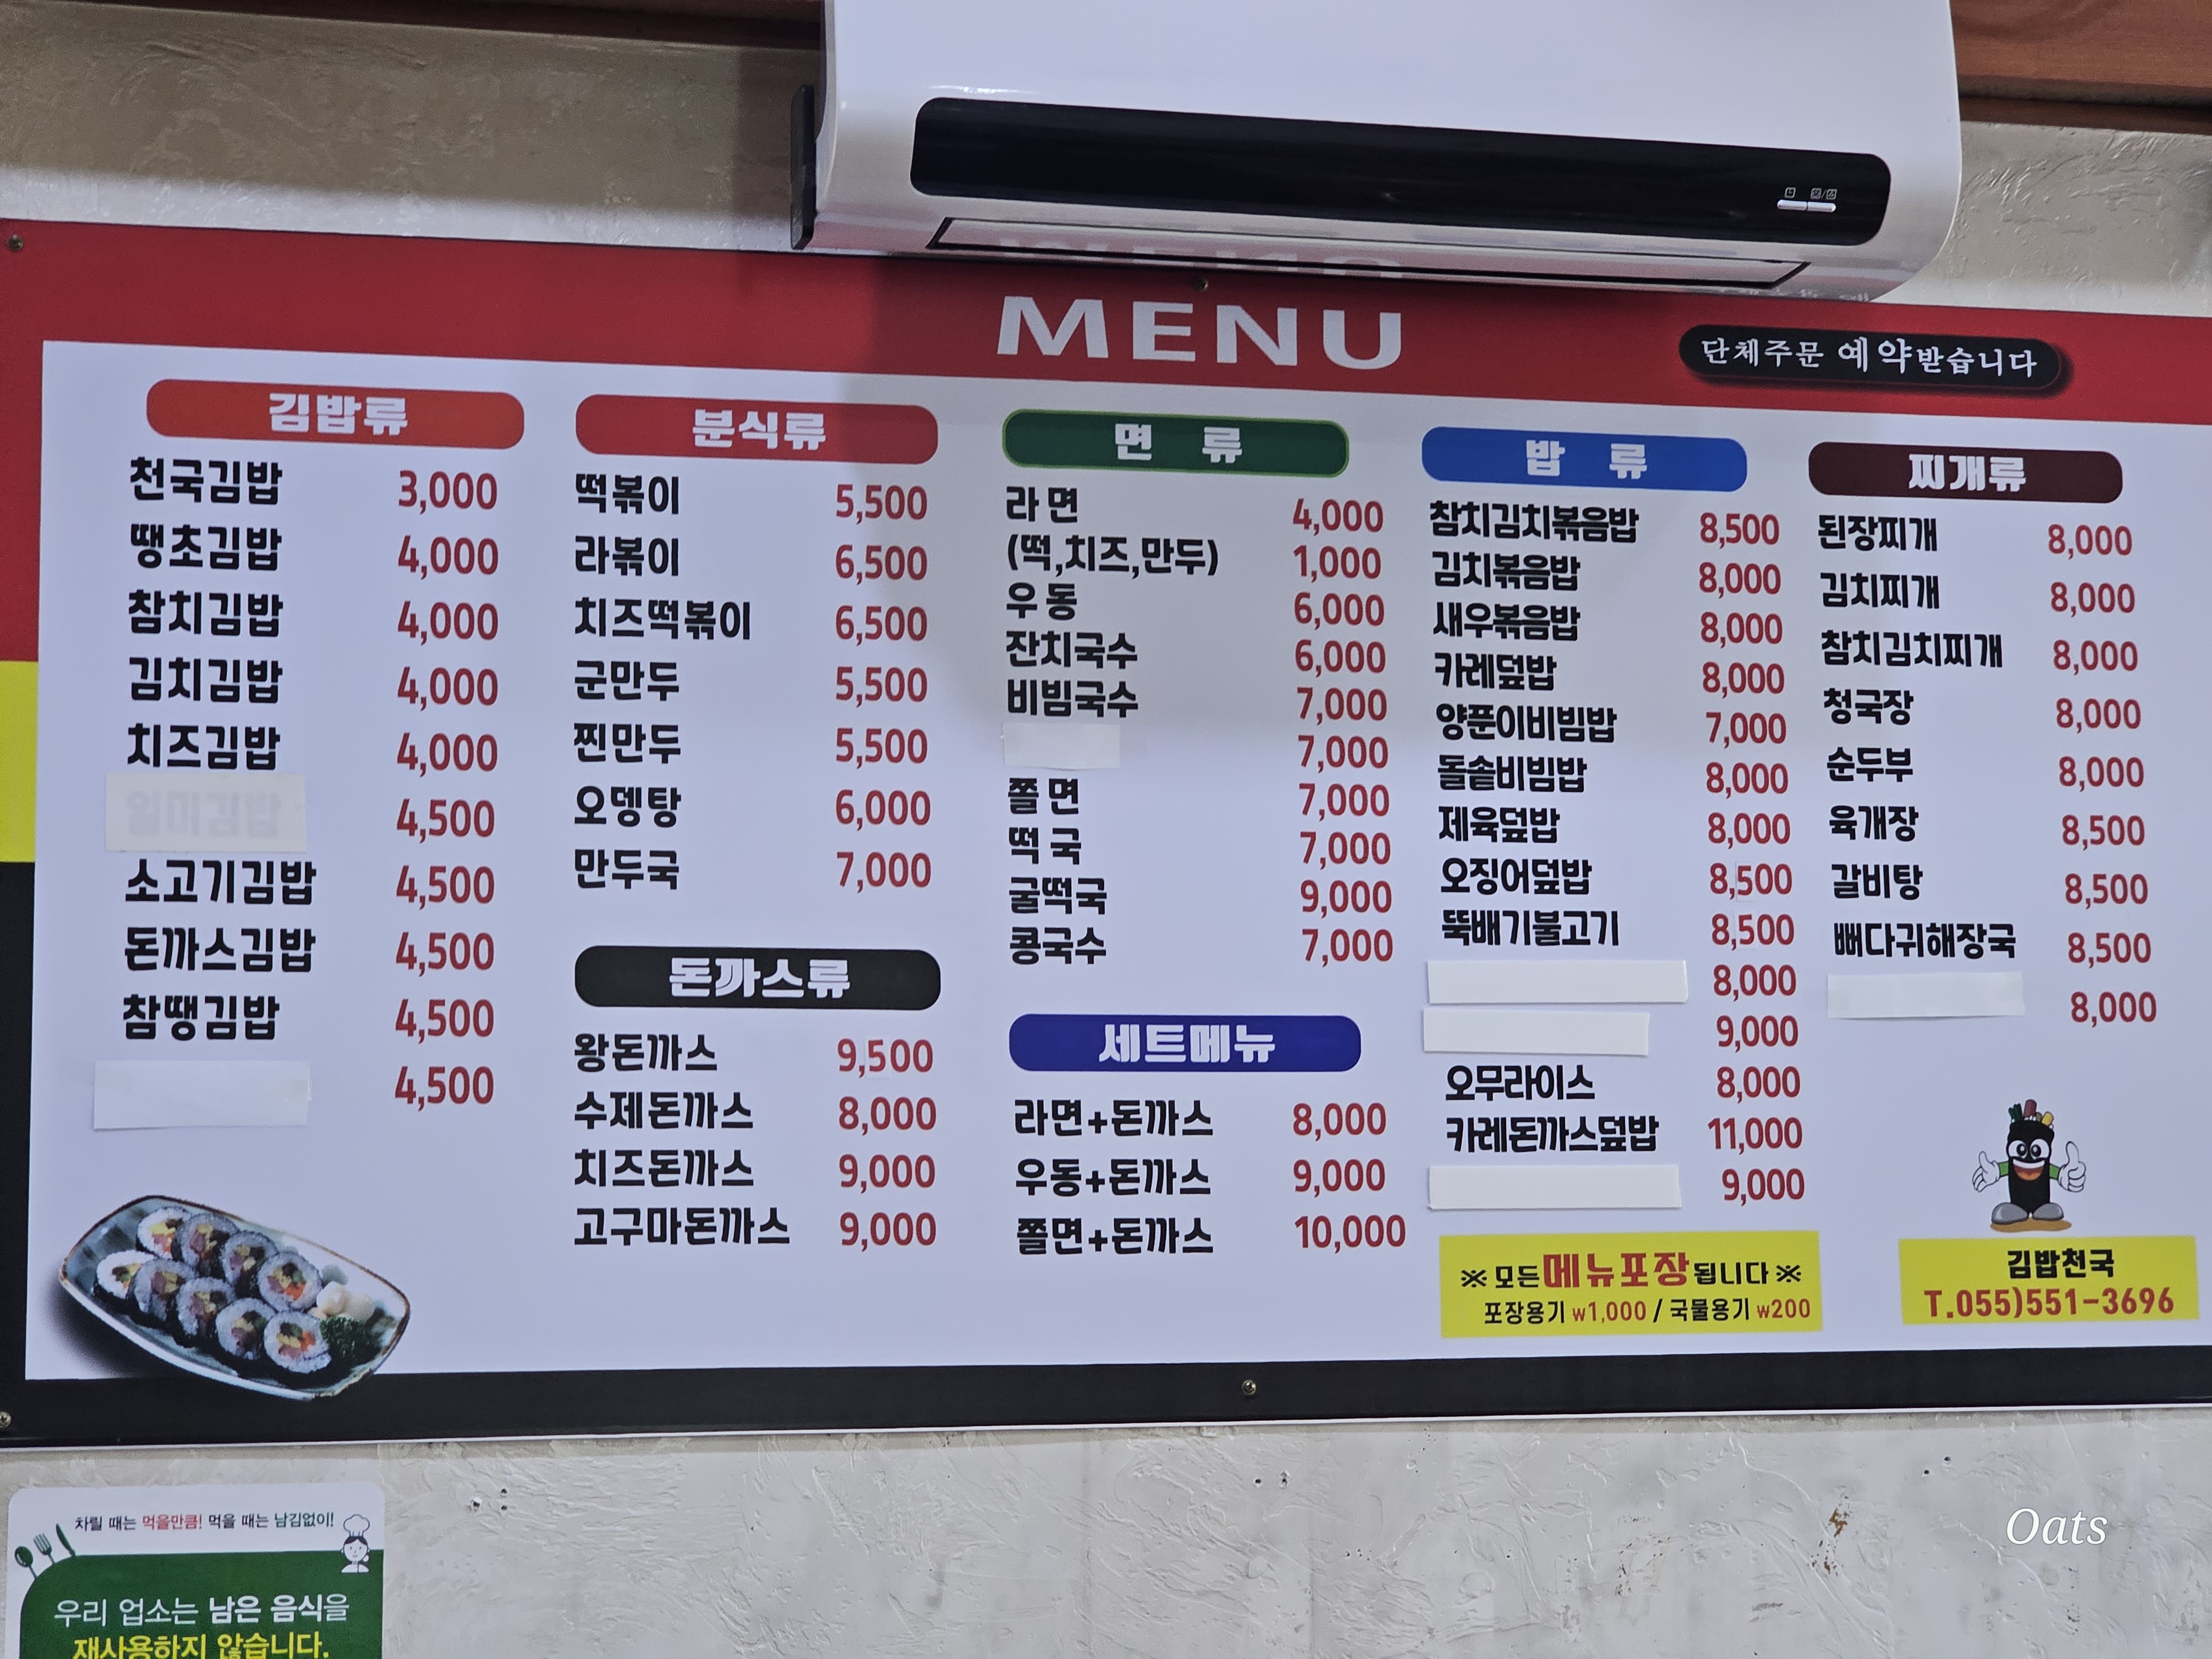 MENU
단체주문 예약받습니다
김밥류
천국김밥 3,000
땡초김밥 4,000
참치김밥 4,000
김치김밥 4,000
치즈김밥 4,000
일미김밥 4,500
소고기김밥 4,500
돈까스김밥 4,500
참땡김밥 4,500
4,500
분식류
떡볶이 5,500
라볶이 6,500
치즈떡볶이 6,500
군만두 5,500
찐만두 5,500
오뎅탕 6,000
만두국 7,000
돈까스류
왕돈까스 9,500
수제돈까스 8,000
치즈돈까스 9,000
고구마돈까스 9,000
면 류
라면 4,000
(떡,치즈,만두) 1,000
우동 6,000
잔치국수 6,000
비빔국수 7,000
7,000
쫄면 7,000
떡국 7,000
굴떡국 9,000
콩국수 7,000
세트메뉴
라면+돈까스 8,000
우동+돈까스 9,000
쫄면+돈까스 10,000
밥 류
참치김치볶음밥 8,500
김치볶음밥 8,000
새우볶음밥 8,000
카레덮밥 8,000
양푼이비빔밥 7,000
돌솥비빔밥 8,000
제육덮밥 8,000
오징어덮밥 8,500
뚝배기불고기 8,500
8,000
9,000
오무라이스 8,000
카레돈까스덮밥 11,000
9,000
※ 모든메뉴포장됩니다 ※
포장용기 ₩1,000 / 국물용기 ₩200
찌개류
된장찌개 8,000
김치찌개 8,000
참치김치찌개 8,000
청국장 8,000
순두부 8,000
육개장 8,500
갈비탕 8,500
뼈다귀해장국 8,500
8,000
김밥천국
T.055)551-3696
차릴 때는 먹을만큼! 먹을 때는 남김없이!
우리 업소는 남은 음식을
재사용하지 않습니다.
Oats